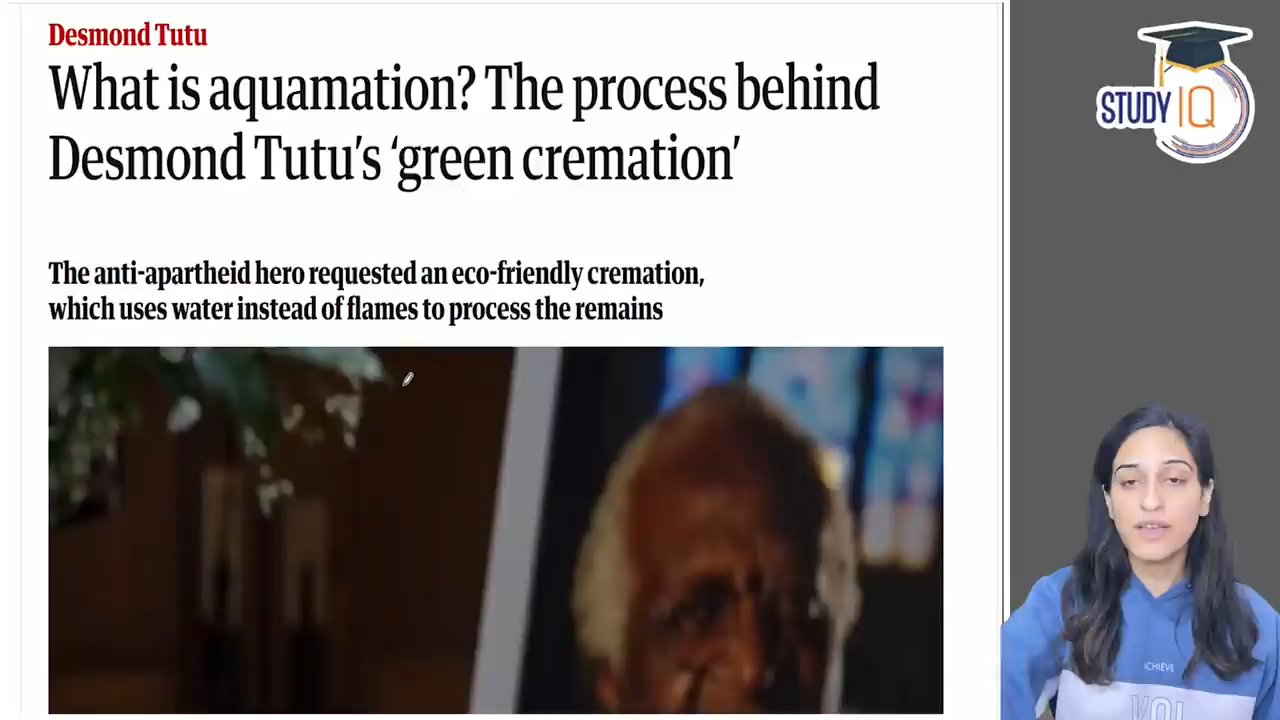 Desmond Tutu
What is aquamation? The process behind
Desmond Tutu’s ‘green cremation’
The anti-apartheid hero requested an eco-friendly cremation,
which uses water instead of flames to process the remains
STUDY IQ